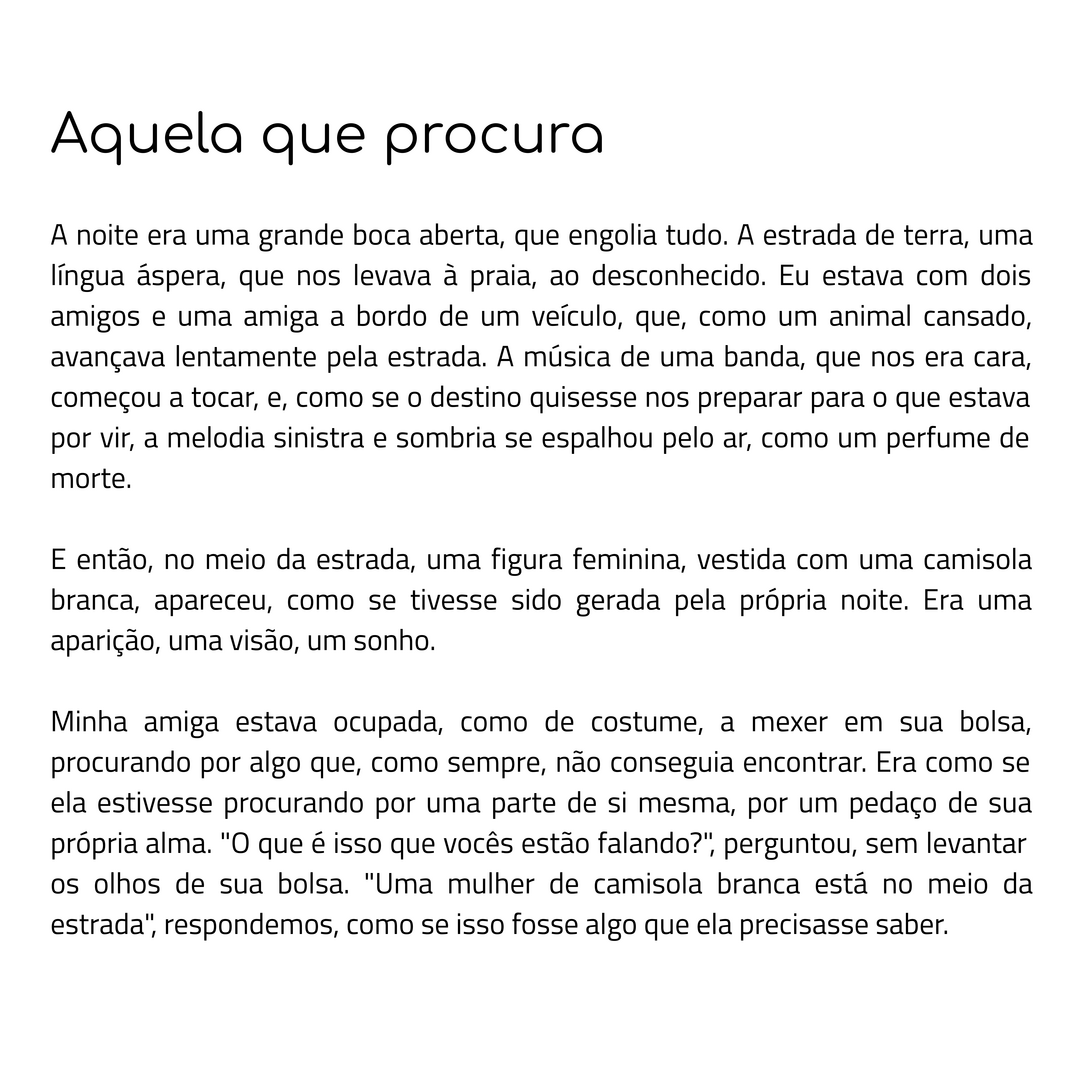 Aquela que procura
A noite era uma grande boca aberta, que engolia tudo. A estrada de terra, uma
língua áspera, que nos levava à praia, ao desconhecido. Eu estava com dois
amigos e uma amiga a bordo de um veículo, que, como um animal cansado,
avançava lentamente pela estrada. A música de uma banda, que nos era cara,
começou a tocar, e, como se o destino quisesse nos preparar para o que estava
por vir, a melodia sinistra e sombria se espalhou pelo ar, como um perfume de
morte.
E então, no meio da estrada, uma figura feminina, vestida com uma camisola
branca, apareceu, como se tivesse sido gerada pela própria noite. Era uma
aparição, uma visão, um sonho.
Minha amiga estava ocupada, como de costume, a mexer em sua bolsa,
procurando por algo que, como sempre, não conseguia encontrar. Era como se
ela estivesse procurando por uma parte de si mesma, por um pedaço de sua
própria alma. "O que é isso que vocês estão falando?", perguntou, sem levantar
os olhos de sua bolsa. "Uma mulher de camisola branca está no meio da
estrada", respondemos, como se isso fosse algo que ela precisasse saber.